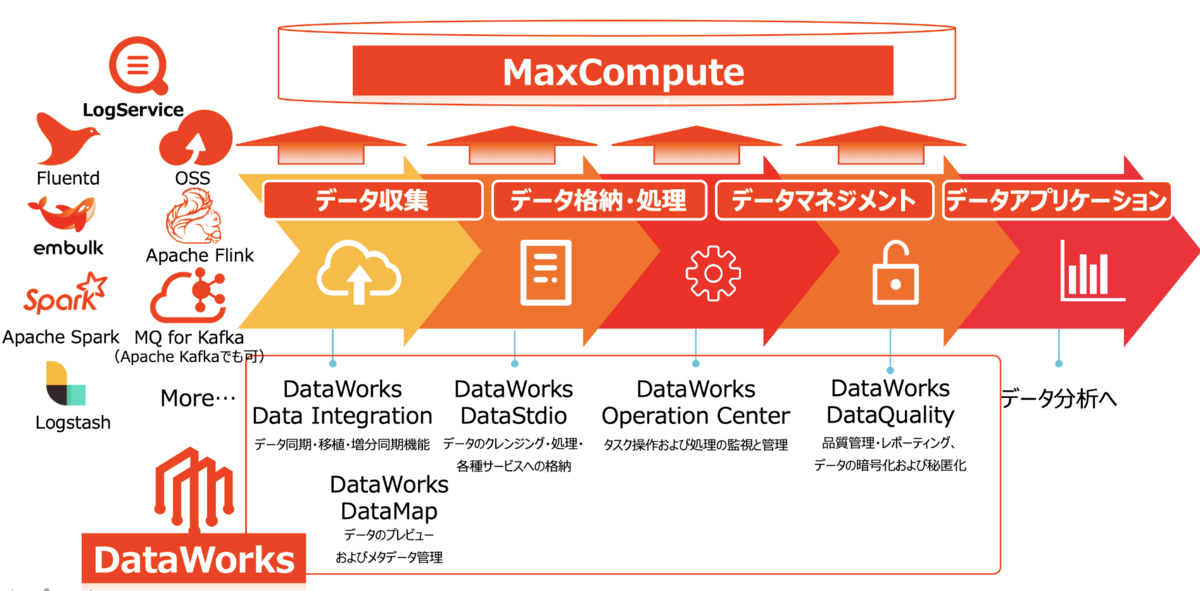 MaxCompute
LogService
Fluentd
OSS
embulk
Apache Flink
Spark
Apache Spark
MQ for Kafka
（Apache Kafkaでも可）
Logstash
More…
データ収集
データ格納・処理
データマネジメント
データアプリケーション
DataWorks
Data Integration
データ同期・移植・増分同期機能
DataWorks
DataMap
データのプレビュー
およびメタデータ管理
DataWorks
DataStdio
データのクレンジング・処理・
各種サービスへの格納
DataWorks
Operation Center
タスク操作および処理の監視と管理
DataWorks
DataQuality
品質管理・レポーティング、
データの暗号化および秘匿化
データ分析へ
DataWorks